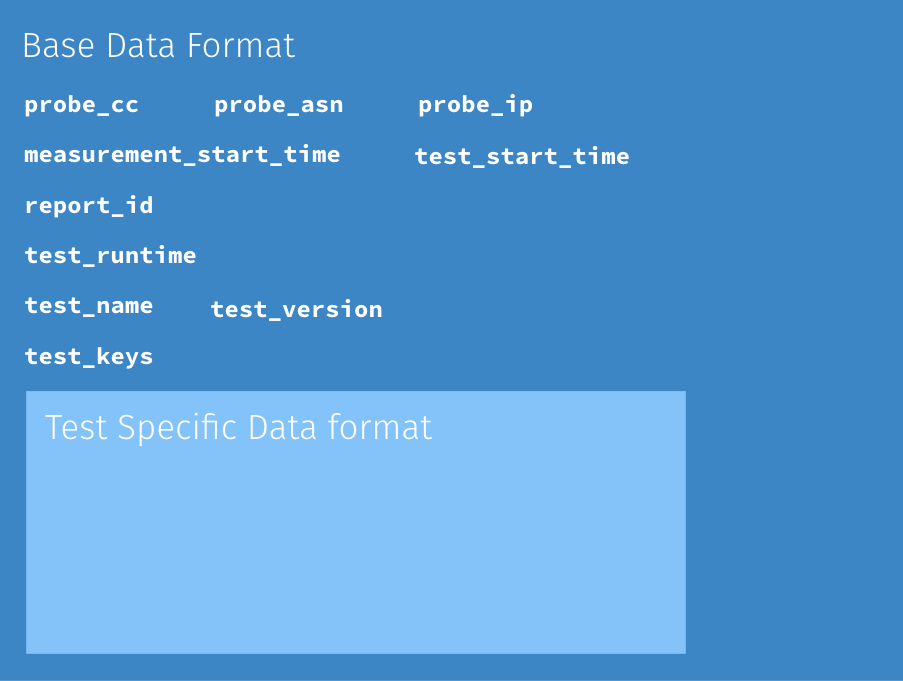 Base Data Format
probe_cc probe_asn probe_ip
measurement_start_time test_start_time
report_id
test_runtime
test_name test_version
test_keys
Test Specific Data format